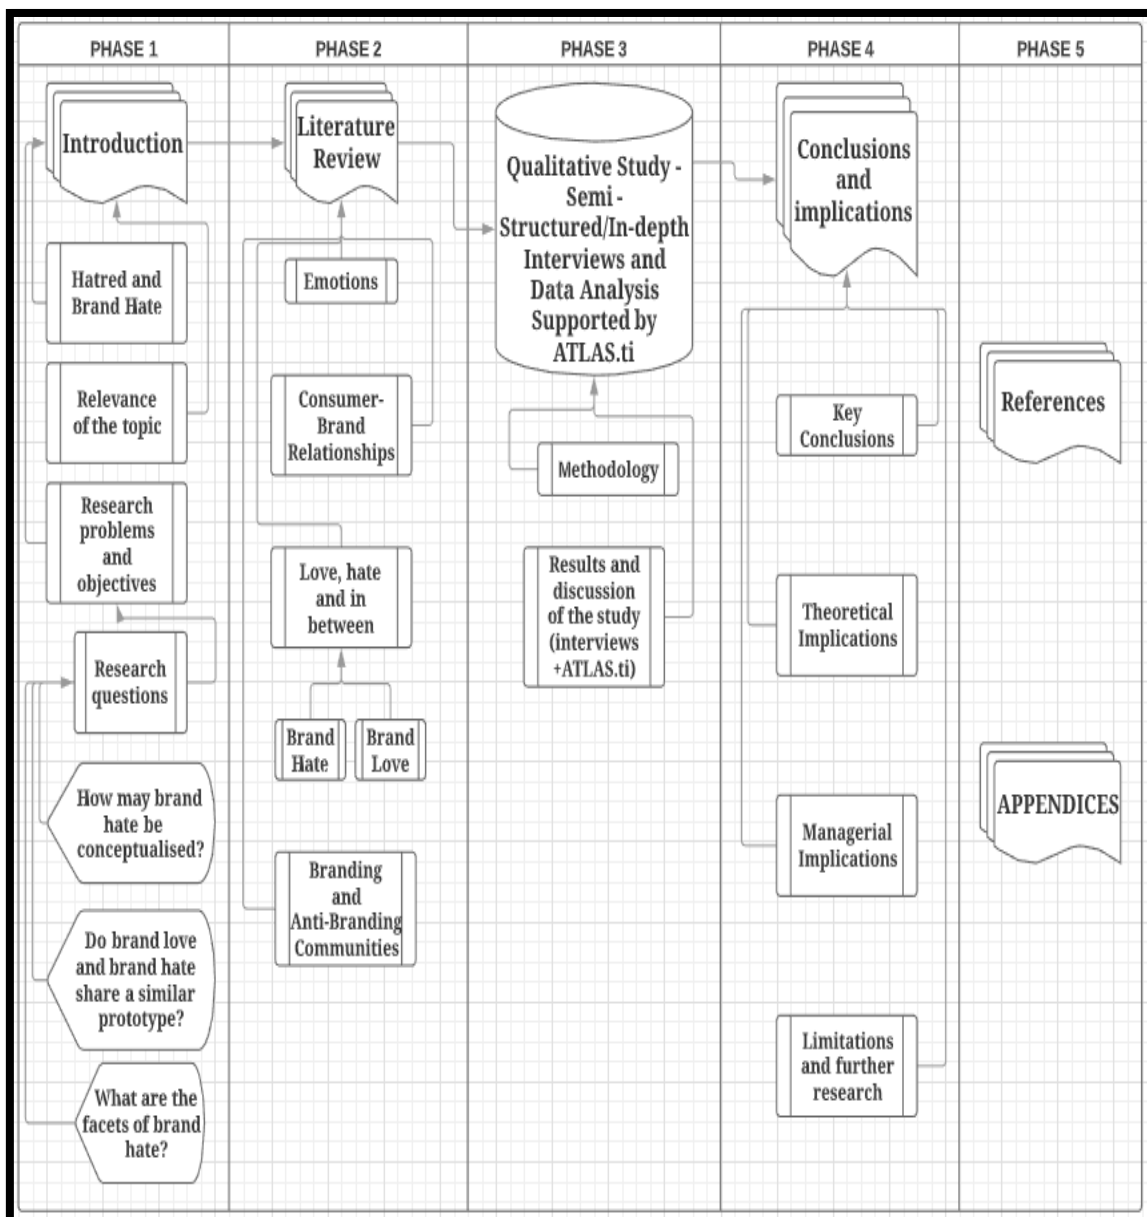 PHASE 1
PHASE 2
PHASE 3
PHASE 4
PHASE 5
Introduction
Hatred and
Brand Hate
Relevance
of the topic
Research
problems
and
objectives
Research
questions
How may brand
hate be
conceptualised?
Do brand love
and brand hate
share a similar
prototype?
What are the
facets of brand
hate?
Literature
Review
Emotions
Consumer-
Brand
Relationships
Love, hate
and in
between
Brand
Hate
Brand
Love
Branding
and
Anti-Branding
Communities
Qualitative Study -
Semi -
Structured/In-depth
Interviews and
Data Analysis
Supported by
ATLAS.ti
Methodology
Results and
discussion
of the study
(interviews
+ATLAS.ti)
Conclusions
and
implications
Key
Conclusions
Theoretical
Implications
Managerial
Implications
Limitations
and further
research
References
APPENDICES